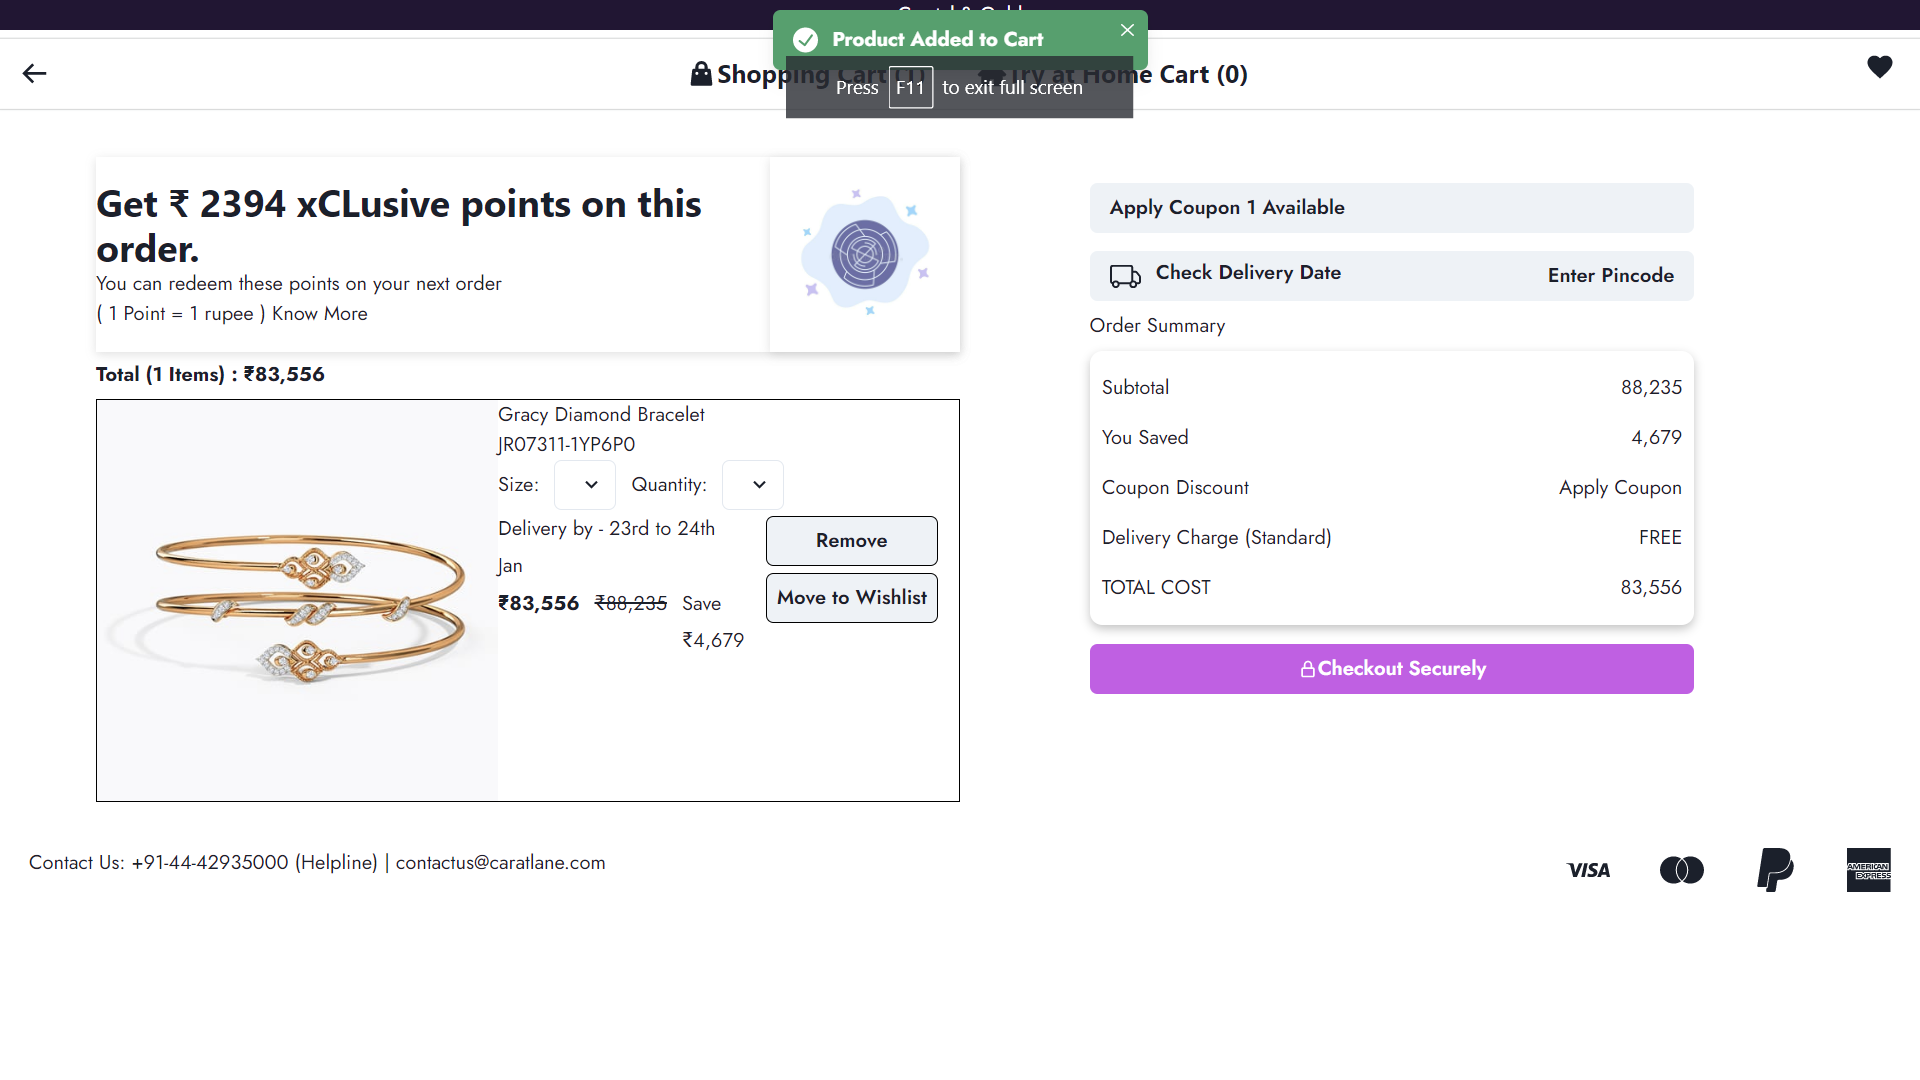 Product Added to Cart
Shopping Cart (1)
Try at Home Cart (0)
Press F11 to exit full screen
Get ₹ 2394 xCLusive points on this
order.
You can redeem these points on your next order
( 1 Point = 1 rupee ) Know More
Total (1 Items) : ₹83,556
Gracy Diamond Bracelet
JR07311-1YP6P0
Size: Quantity:
Delivery by - 23rd to 24th
Jan
₹83,556 ₹88,235 Save
₹4,679
Remove
Move to Wishlist
Apply Coupon 1 Available
Check Delivery Date Enter Pincode
Order Summary
Subtotal 88,235
You Saved 4,679
Coupon Discount Apply Coupon
Delivery Charge (Standard) FREE
TOTAL COST 83,556
Checkout Securely
Contact Us: +91-44-42935000 (Helpline) | contactus@caratlane.com
VISA
AMERICAN
EXPRESS